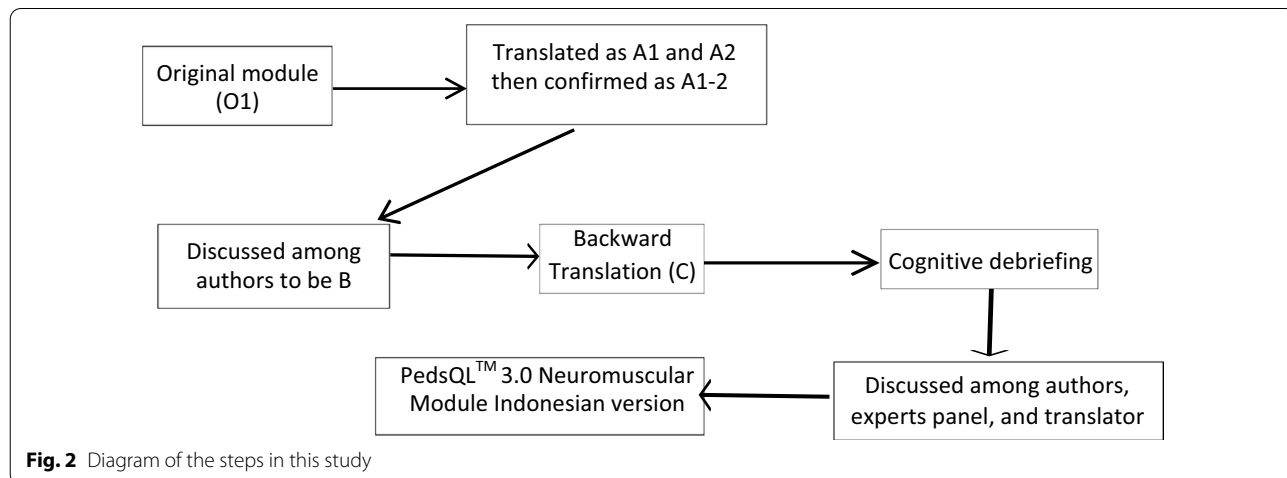 Original module
(O1)
Translated as A1 and A2
then confirmed as A1-2
Discussed among
authors to be B
Backward
Translation (C)
Cognitive debriefing
Discussed among authors,
experts panel, and translator
PedsQL™ 3.0 Neuromuscular
Module Indonesian version
Fig. 2 Diagram of the steps in this study